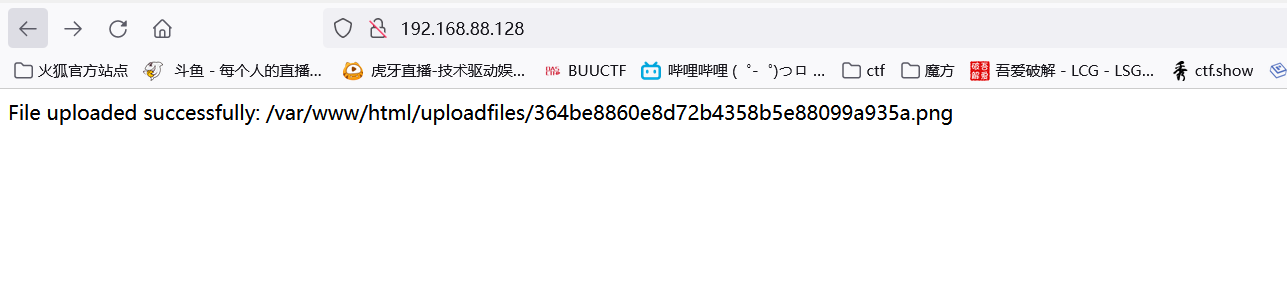 192.168.88.128
火狐官方站点 斗鱼 - 每个人的直播... 虎牙直播-技术驱动娱... BUUCTF 哔哩哔哩 ( ゜- ゜)つロ ... ctf 魔方 吾爱破解 - LCG - LSG... ctf.show
File uploaded successfully: /var/www/html/uploadfiles/364be8860e8d72b4358b5e88099a935a.png